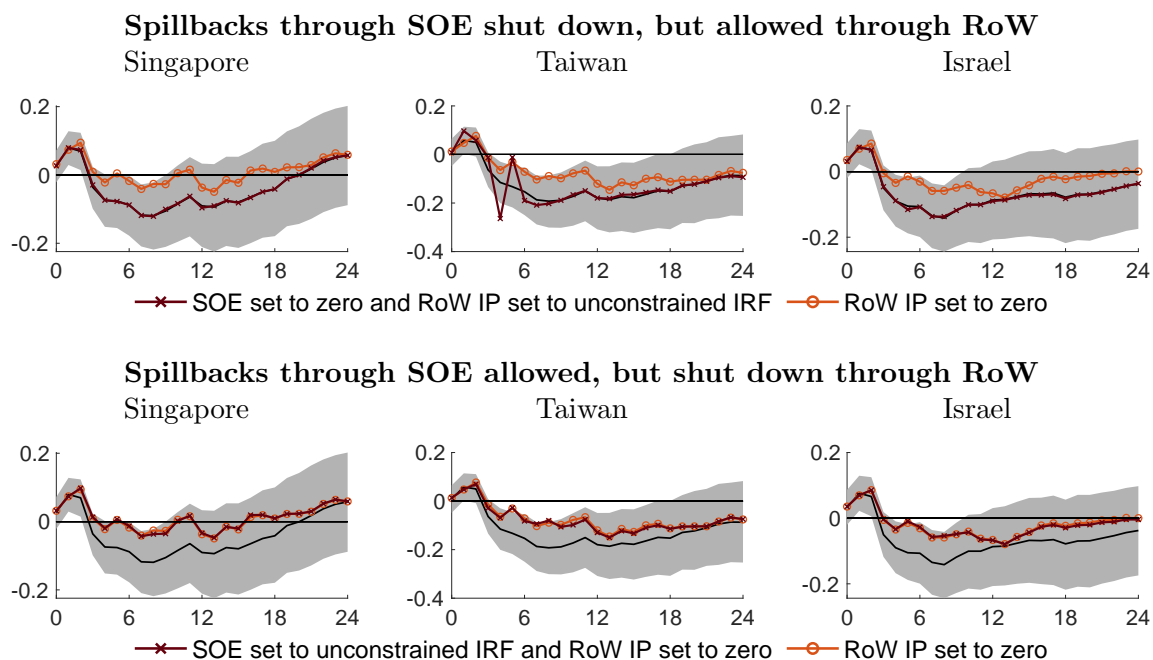 Spillbacks through SOE shut down, but allowed through RoW
Singapore Taiwan Israel
0.2 0.2 0.2
0 0 0
-0.2 -0.2 -0.2
-0.4
0 6 12 18 24 0 6 12 18 24 0 6 12 18 24
SOE set to zero and RoW IP set to unconstrained IRF RoW IP set to zero
Spillbacks through SOE allowed, but shut down through RoW
Singapore Taiwan Israel
0.2 0.2 0.2
0 0 0
-0.2 -0.2 -0.2
-0.4
0 6 12 18 24 0 6 12 18 24 0 6 12 18 24
SOE set to unconstrained IRF and RoW IP set to zero RoW IP set to zero